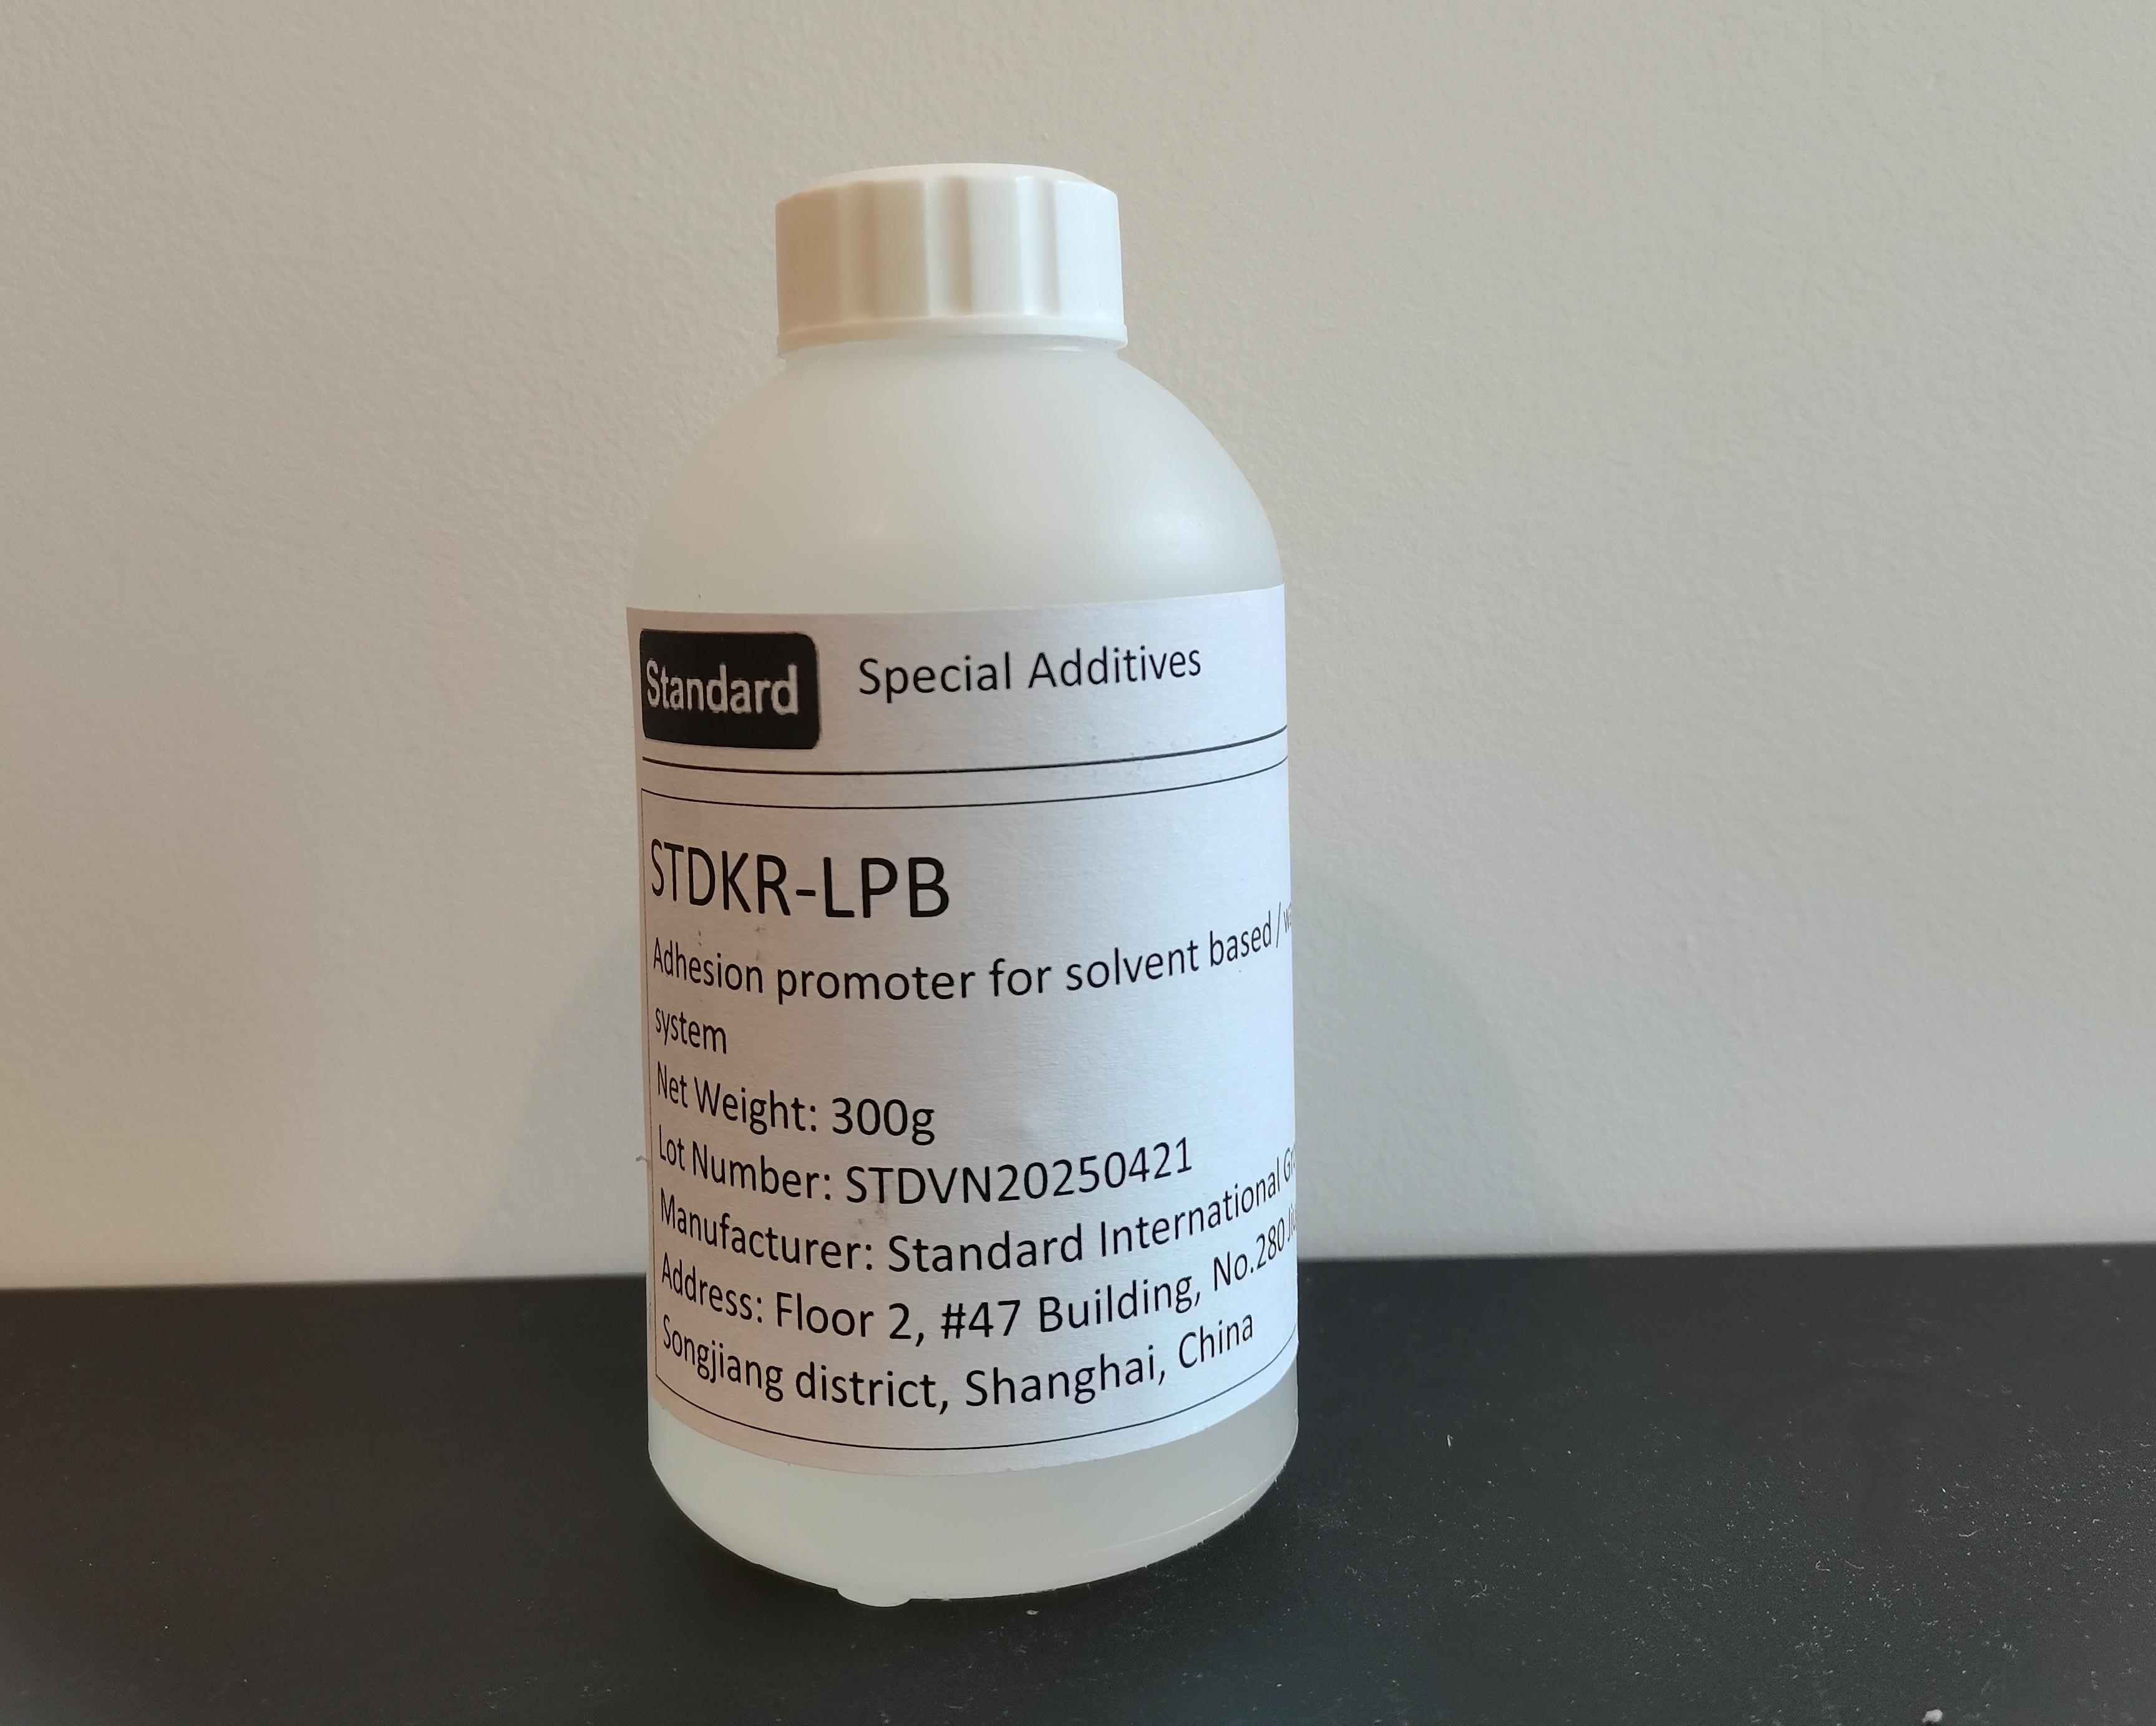 Standard
Special Additives
STDKR-LPB
Adhesion promoter for solvent based /
system
Net Weight: 300g
Lot Number: STDVN20250421
Manufacturer: Standard International
Address: Floor 2, #47 Building, No.280
Songjiang district, Shanghai, China